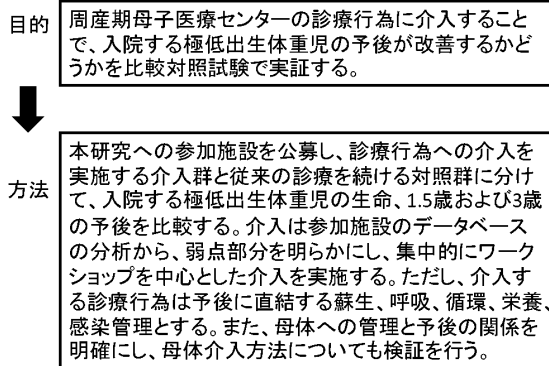 目的
周産期母子医療センターの診療行為に介入すること
で、入院する極低出生体重児の予後が改善するかど
うかを比較対照試験で実証する。
方法
本研究への参加施設を公募し、診療行為への介入を
実施する介入群と従来の診療を続ける対照群に分け
て、入院する極低出生体重児の生命、1.5歳および3歳
の予後を比較する。介入は参加施設のデータベース
の分析から、弱点部分を明らかにし、集中的にワーク
ショップを中心とした介入を実施する。ただし、介入す
る診療行為は予後に直結する蘇生、呼吸、循環、栄養、
感染管理とする。また、母体への管理と予後の関係を
明確にし、母体介入方法についても検証を行う。